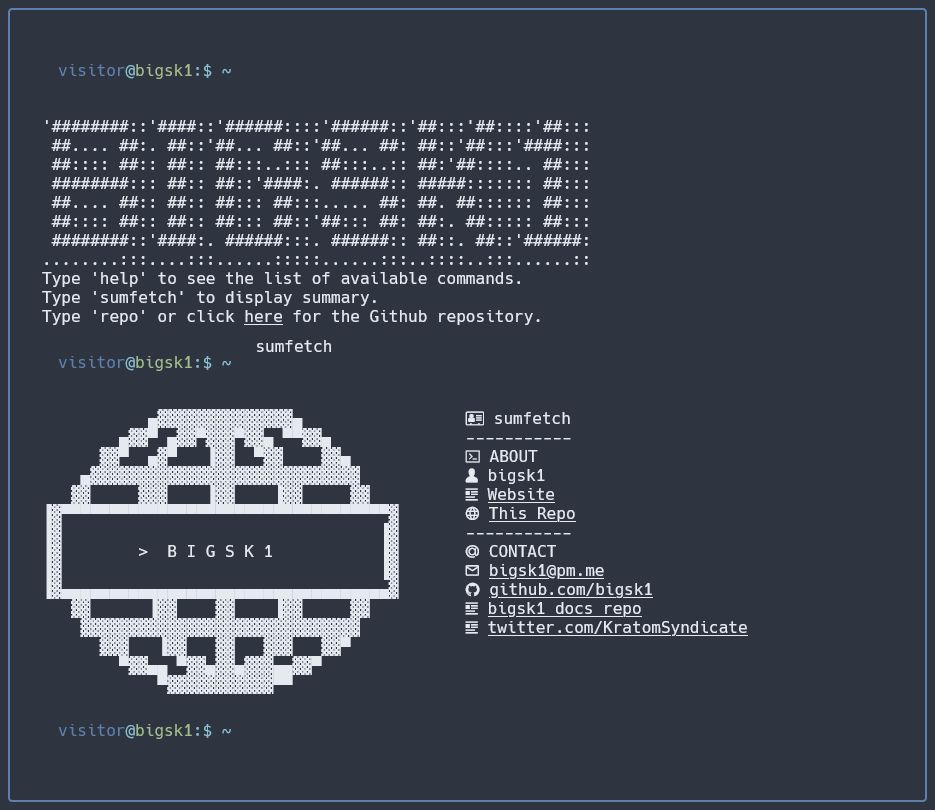 visitor@bigsk1:$ ~
'########::'####::'######::::'######::'##:::'##::::'##:::
 ##.... ##:. ##::'##... ##::'##... ##: ##::'##:::'####:::
 ##:::: ##:: ##:: ##:::..::: ##:::..:: ##:'##::::.. ##:::
 ########::: ##:: ##::'####:. ######:: #####::::::: ##:::
 ##.... ##:: ##:: ##::: ##:::..... ##: ##. ##:::::: ##:::
 ##:::: ##:: ##:: ##::: ##::'##::: ##: ##:. ##::::: ##:::
 ########::'####:. ######:::. ######:: ##::. ##::'######:
........:::....:::......:::::......:::..::::..:::......::
Type 'help' to see the list of available commands.
Type 'sumfetch' to display summary.
Type 'repo' or click here for the Github repository.
visitor@bigsk1:$ ~ sumfetch
> B I G S K 1
sumfetch
-----------
ABOUT
bigsk1
Website
This Repo
-----------
CONTACT
bigsk1@pm.me
github.com/bigsk1
bigsk1 docs repo
twitter.com/KratomSyndicate
visitor@bigsk1:$ ~